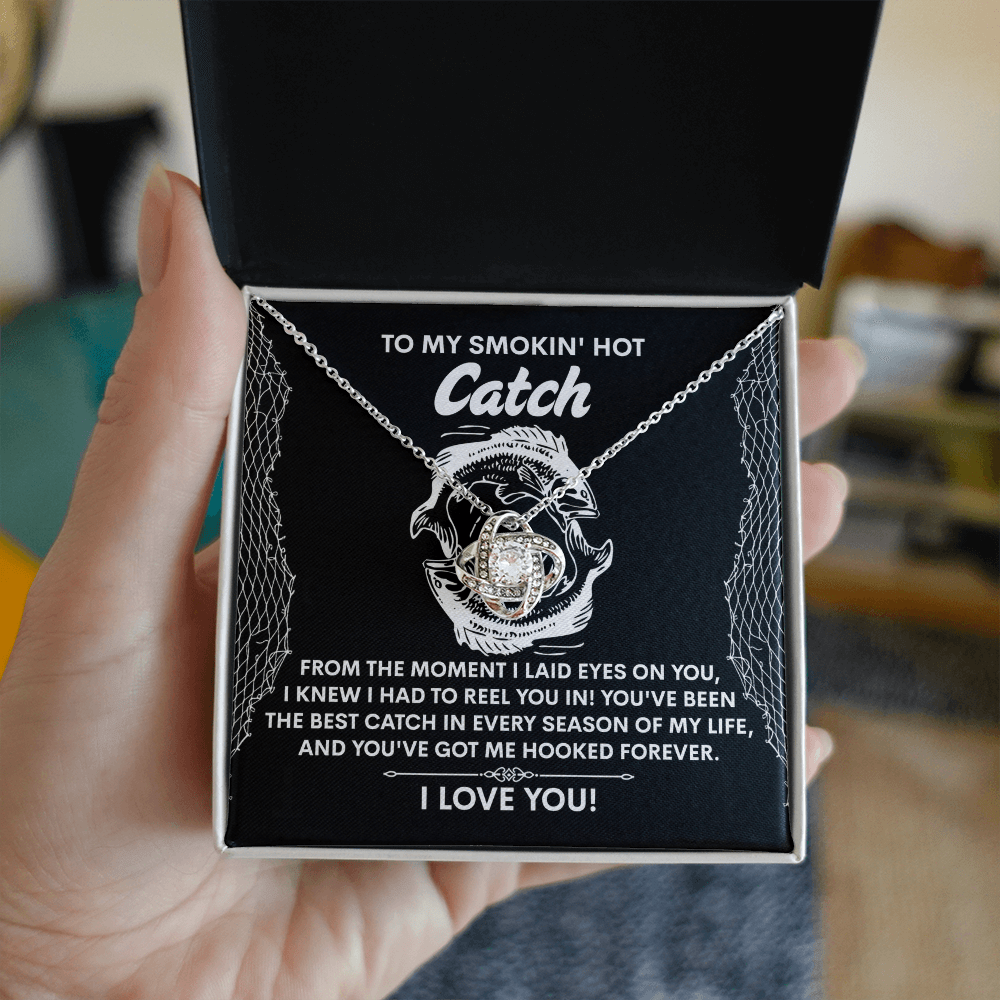 TO MY SMOKIN' HOT
Catch
FROM THE MOMENT I LAID EYES ON YOU,
I KNEW I HAD TO REEL YOU IN! YOU'VE BEEN
THE BEST CATCH IN EVERY SEASON OF MY LIFE,
AND YOU'VE GOT ME HOOKED FOREVER.
I LOVE YOU!